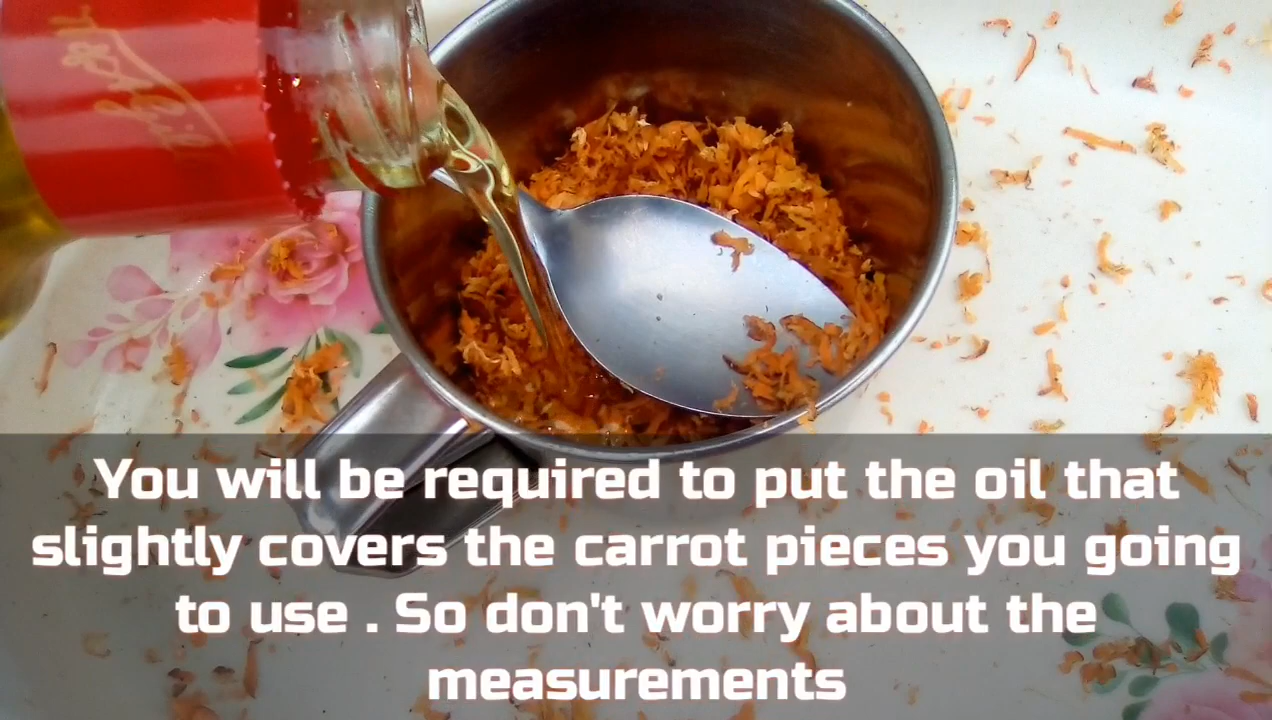 You will be required to put the oil that
slightly covers the carrot pieces you going
to use . So don't worry about the
measurements